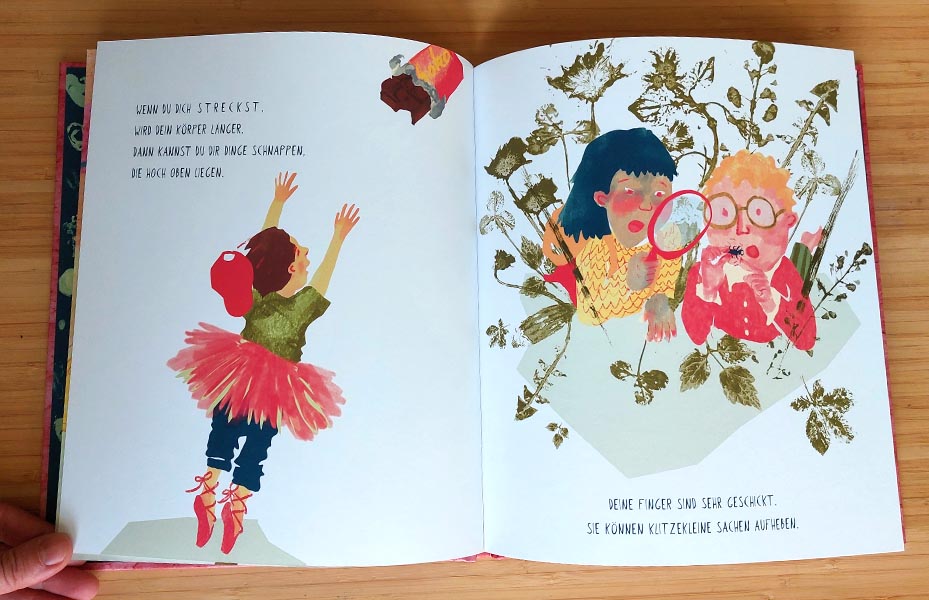 WENN DU DICH STRECKST,
WIRD DEIN KÖRPER LÄNGER.
DANN KANNST DU DIR DINGE SCHNAPPEN,
DIE HOCH OBEN LIEGEN.
DEINE FINGER SIND SEHR GESCHICKT.
SIE KÖNNEN KLITZEKLEINE SACHEN AUFHEBEN.